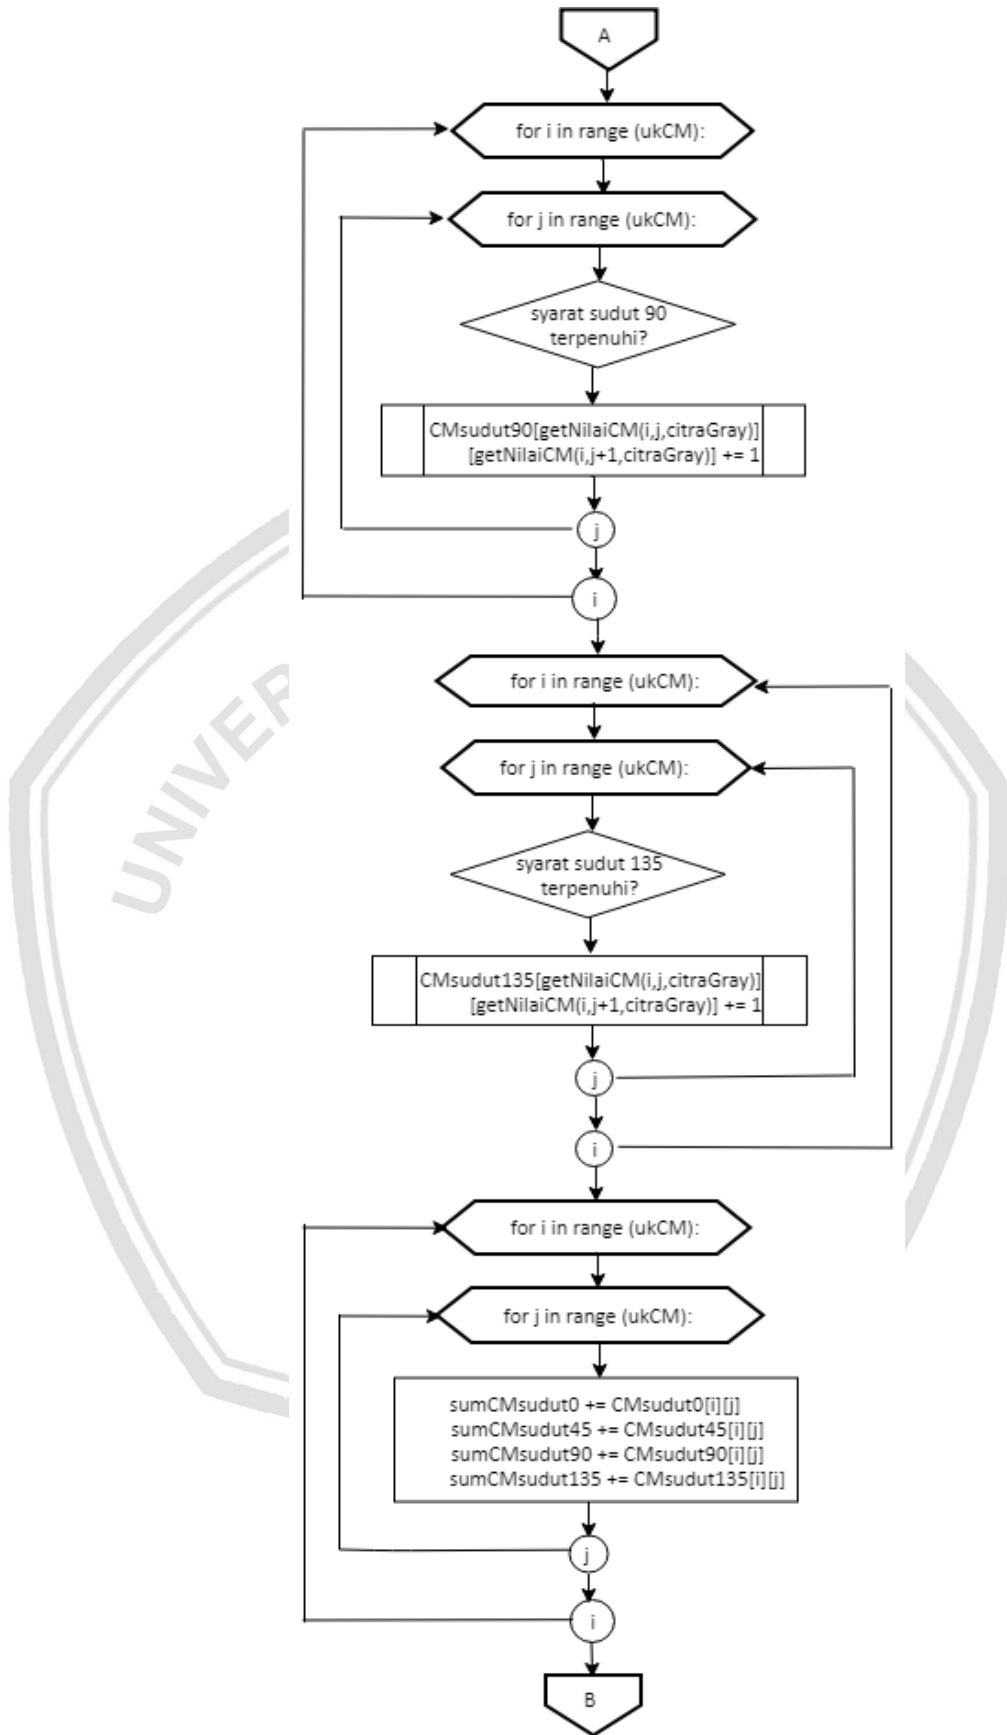 A
for i in range (ukCM):
for j in range (ukCM):
syarat sudut 90
terpenuhi?
CMsudut90[getNilaiCM(i,j,citraGray)]
[getNilaiCM(i,j+1,citraGray)] += 1
j
i
for i in range (ukCM):
for j in range (ukCM):
syarat sudut 135
terpenuhi?
CMsudut135[getNilaiCM(i,j,citraGray)]
[getNilaiCM(i,j+1,citraGray)] += 1
j
i
for i in range (ukCM):
for j in range (ukCM):
sumCMsudut0 += CMsudut0[i][j]
sumCMsudut45 += CMsudut45[i][j]
sumCMsudut90 += CMsudut90[i][j]
sumCMsudut135 += CMsudut135[i][j]
j
i
B
UNIVER